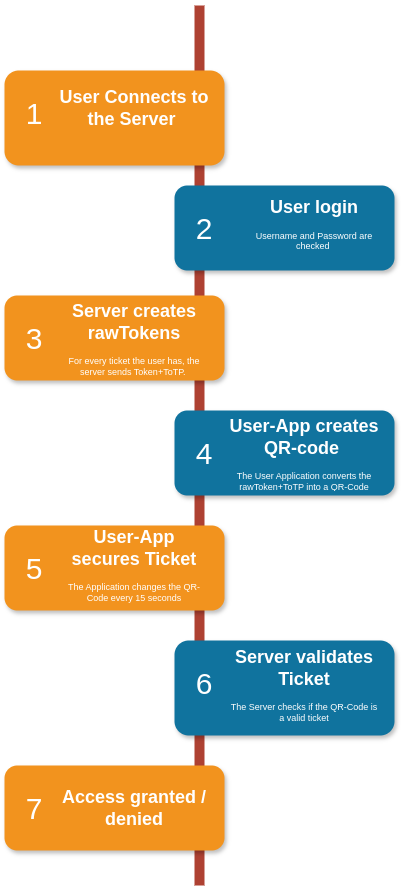 1
User Connects to
the Server
2
User login
Username and Password are
checked
3
Server creates
rawTokens
For every ticket the user has, the
server sends Token+ToTP.
4
User-App creates
QR-code
The User Application converts the
rawToken+ToTP into a QR-Code
5
User-App
secures Ticket
The Application changes the QR-
Code every 15 seconds
6
Server validates
Ticket
The Server checks if the QR-Code is
a valid ticket
7
Access granted /
denied